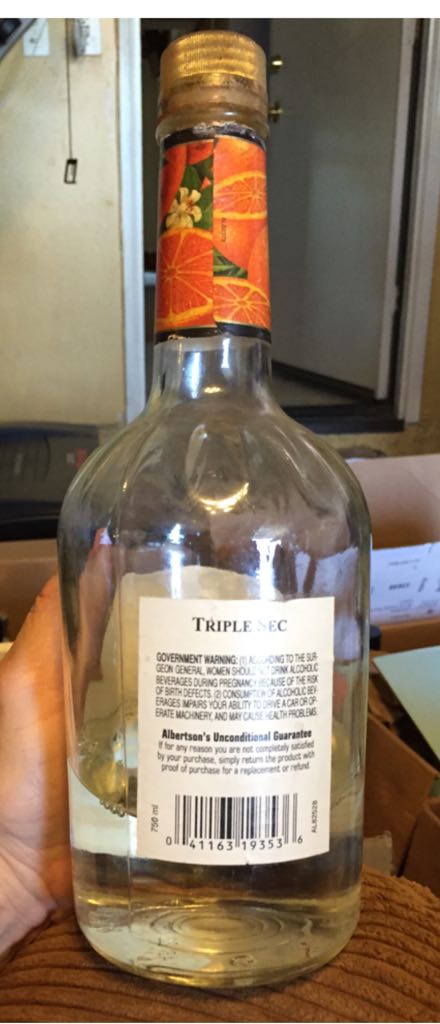 TRIPLE SEC
GOVERNMENT WARNING: (1) ACCORDING TO THE SUR-
GEON GENERAL, WOMEN SHOULD NOT DRINK ALCOHOLIC
BEVERAGES DURING PREGNANCY BECAUSE OF THE RISK
OF BIRTH DEFECTS. (2) CONSUMPTION OF ALCOHOLIC BEV-
ERAGES IMPAIRS YOUR ABILITY TO DRIVE A CAR OR OP-
ERATE MACHINERY, AND MAY CAUSE HEALTH PROBLEMS.
Albertson's Unconditional Guarantee
If for any reason you are not completely satisfied
by your purchase, simply return the product with
proof of purchase for a replacement or refund.
750 ml
0 41163 19353 6
AL82528